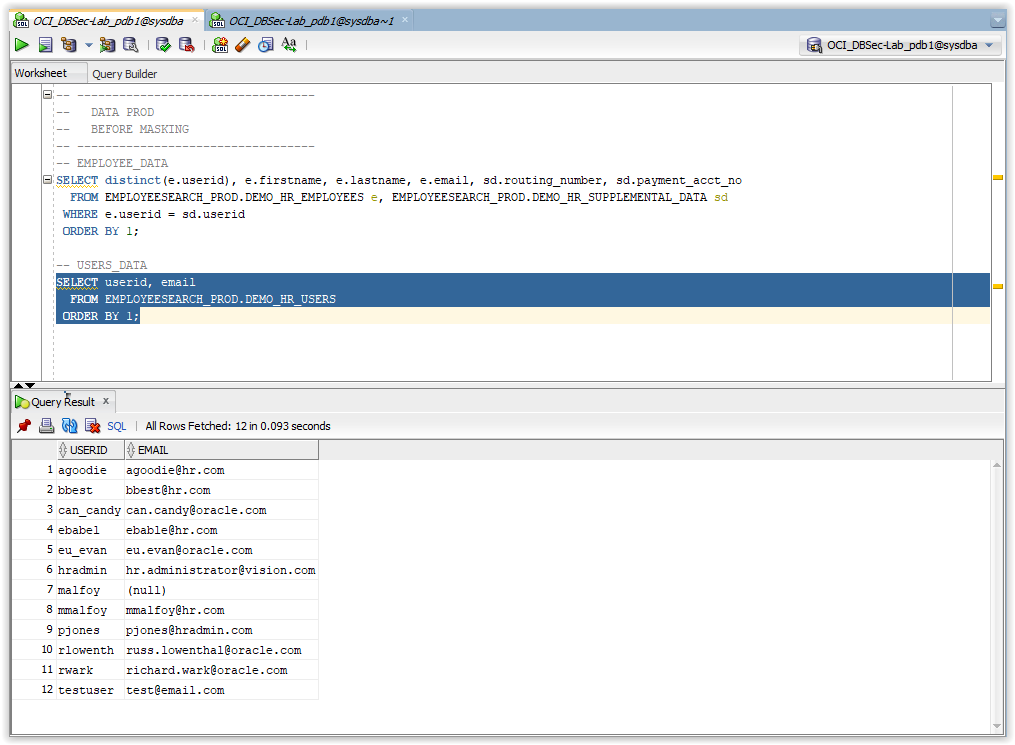 OCI_DBSec-Lab_pdb1@sysdba × OCI_DBSec-Lab_pdb1@sysdba~1 ×
OCI_DBSec-Lab_pdb1@sysdba
Worksheet Query Builder
-- ----------------------------------
--   DATA PROD
--   BEFORE MASKING
-- ----------------------------------
-- EMPLOYEE_DATA
SELECT distinct(e.userid), e.firstname, e.lastname, e.email, sd.routing_number, sd.payment_acct_no
FROM EMPLOYEESEARCH_PROD.DEMO_HR_EMPLOYEES e, EMPLOYEESEARCH_PROD.DEMO_HR_SUPPLEMENTAL_DATA sd
WHERE e.userid = sd.userid
ORDER BY 1;
-- USERS_DATA
SELECT userid, email
FROM EMPLOYEESEARCH_PROD.DEMO_HR_USERS
ORDER BY 1;
Query Result ×
SQL | All Rows Fetched: 12 in 0.093 seconds
USERID EMAIL
1 agoodie agoodie@hr.com
2 bbest bbest@hr.com
3 can_candy can.candy@oracle.com
4 ebabel ebable@hr.com
5 eu_evan eu.evan@oracle.com
6 hradmin hr.administrator@vision.com
7 malfoy (null)
8 mmalfoy mmalfoy@hr.com
9 pjones pjones@hradmin.com
10 rlowenth russ.lowenthal@oracle.com
11 rwark richard.wark@oracle.com
12 testuser test@email.com